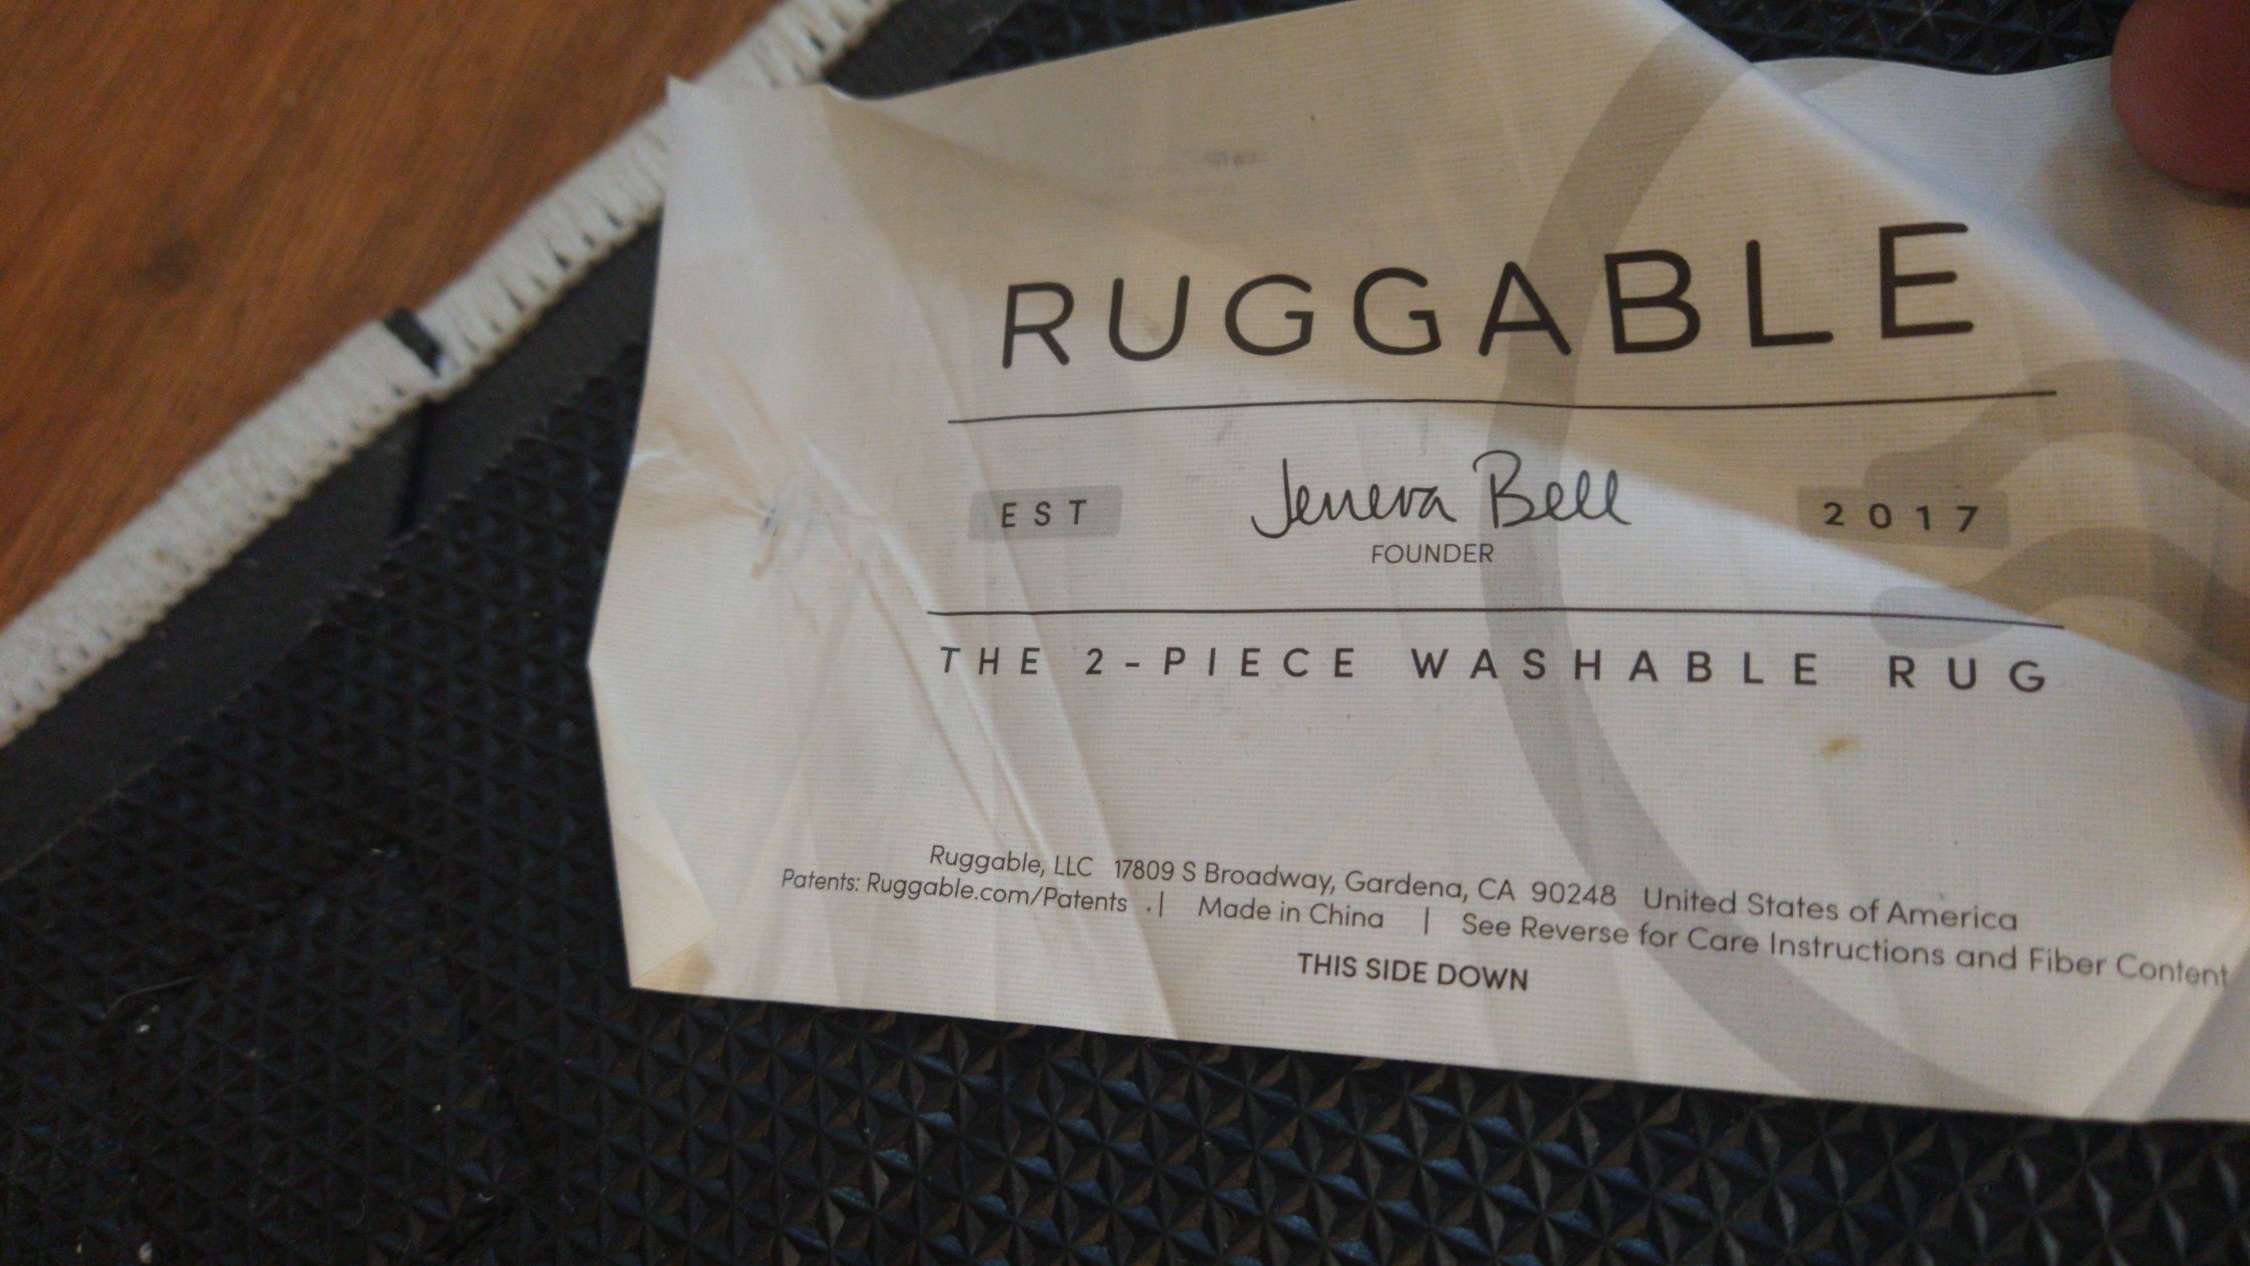 RUGGABLE
EST Jeneva Bell 2017
FOUNDER
THE 2-PIECE WASHABLE RUG
Ruggable, LLC 17809 S Broadway, Gardena, CA 90248 United States of America
Patents: Ruggable.com/Patents . | Made in China | See Reverse for Care Instructions and Fiber Content
THIS SIDE DOWN